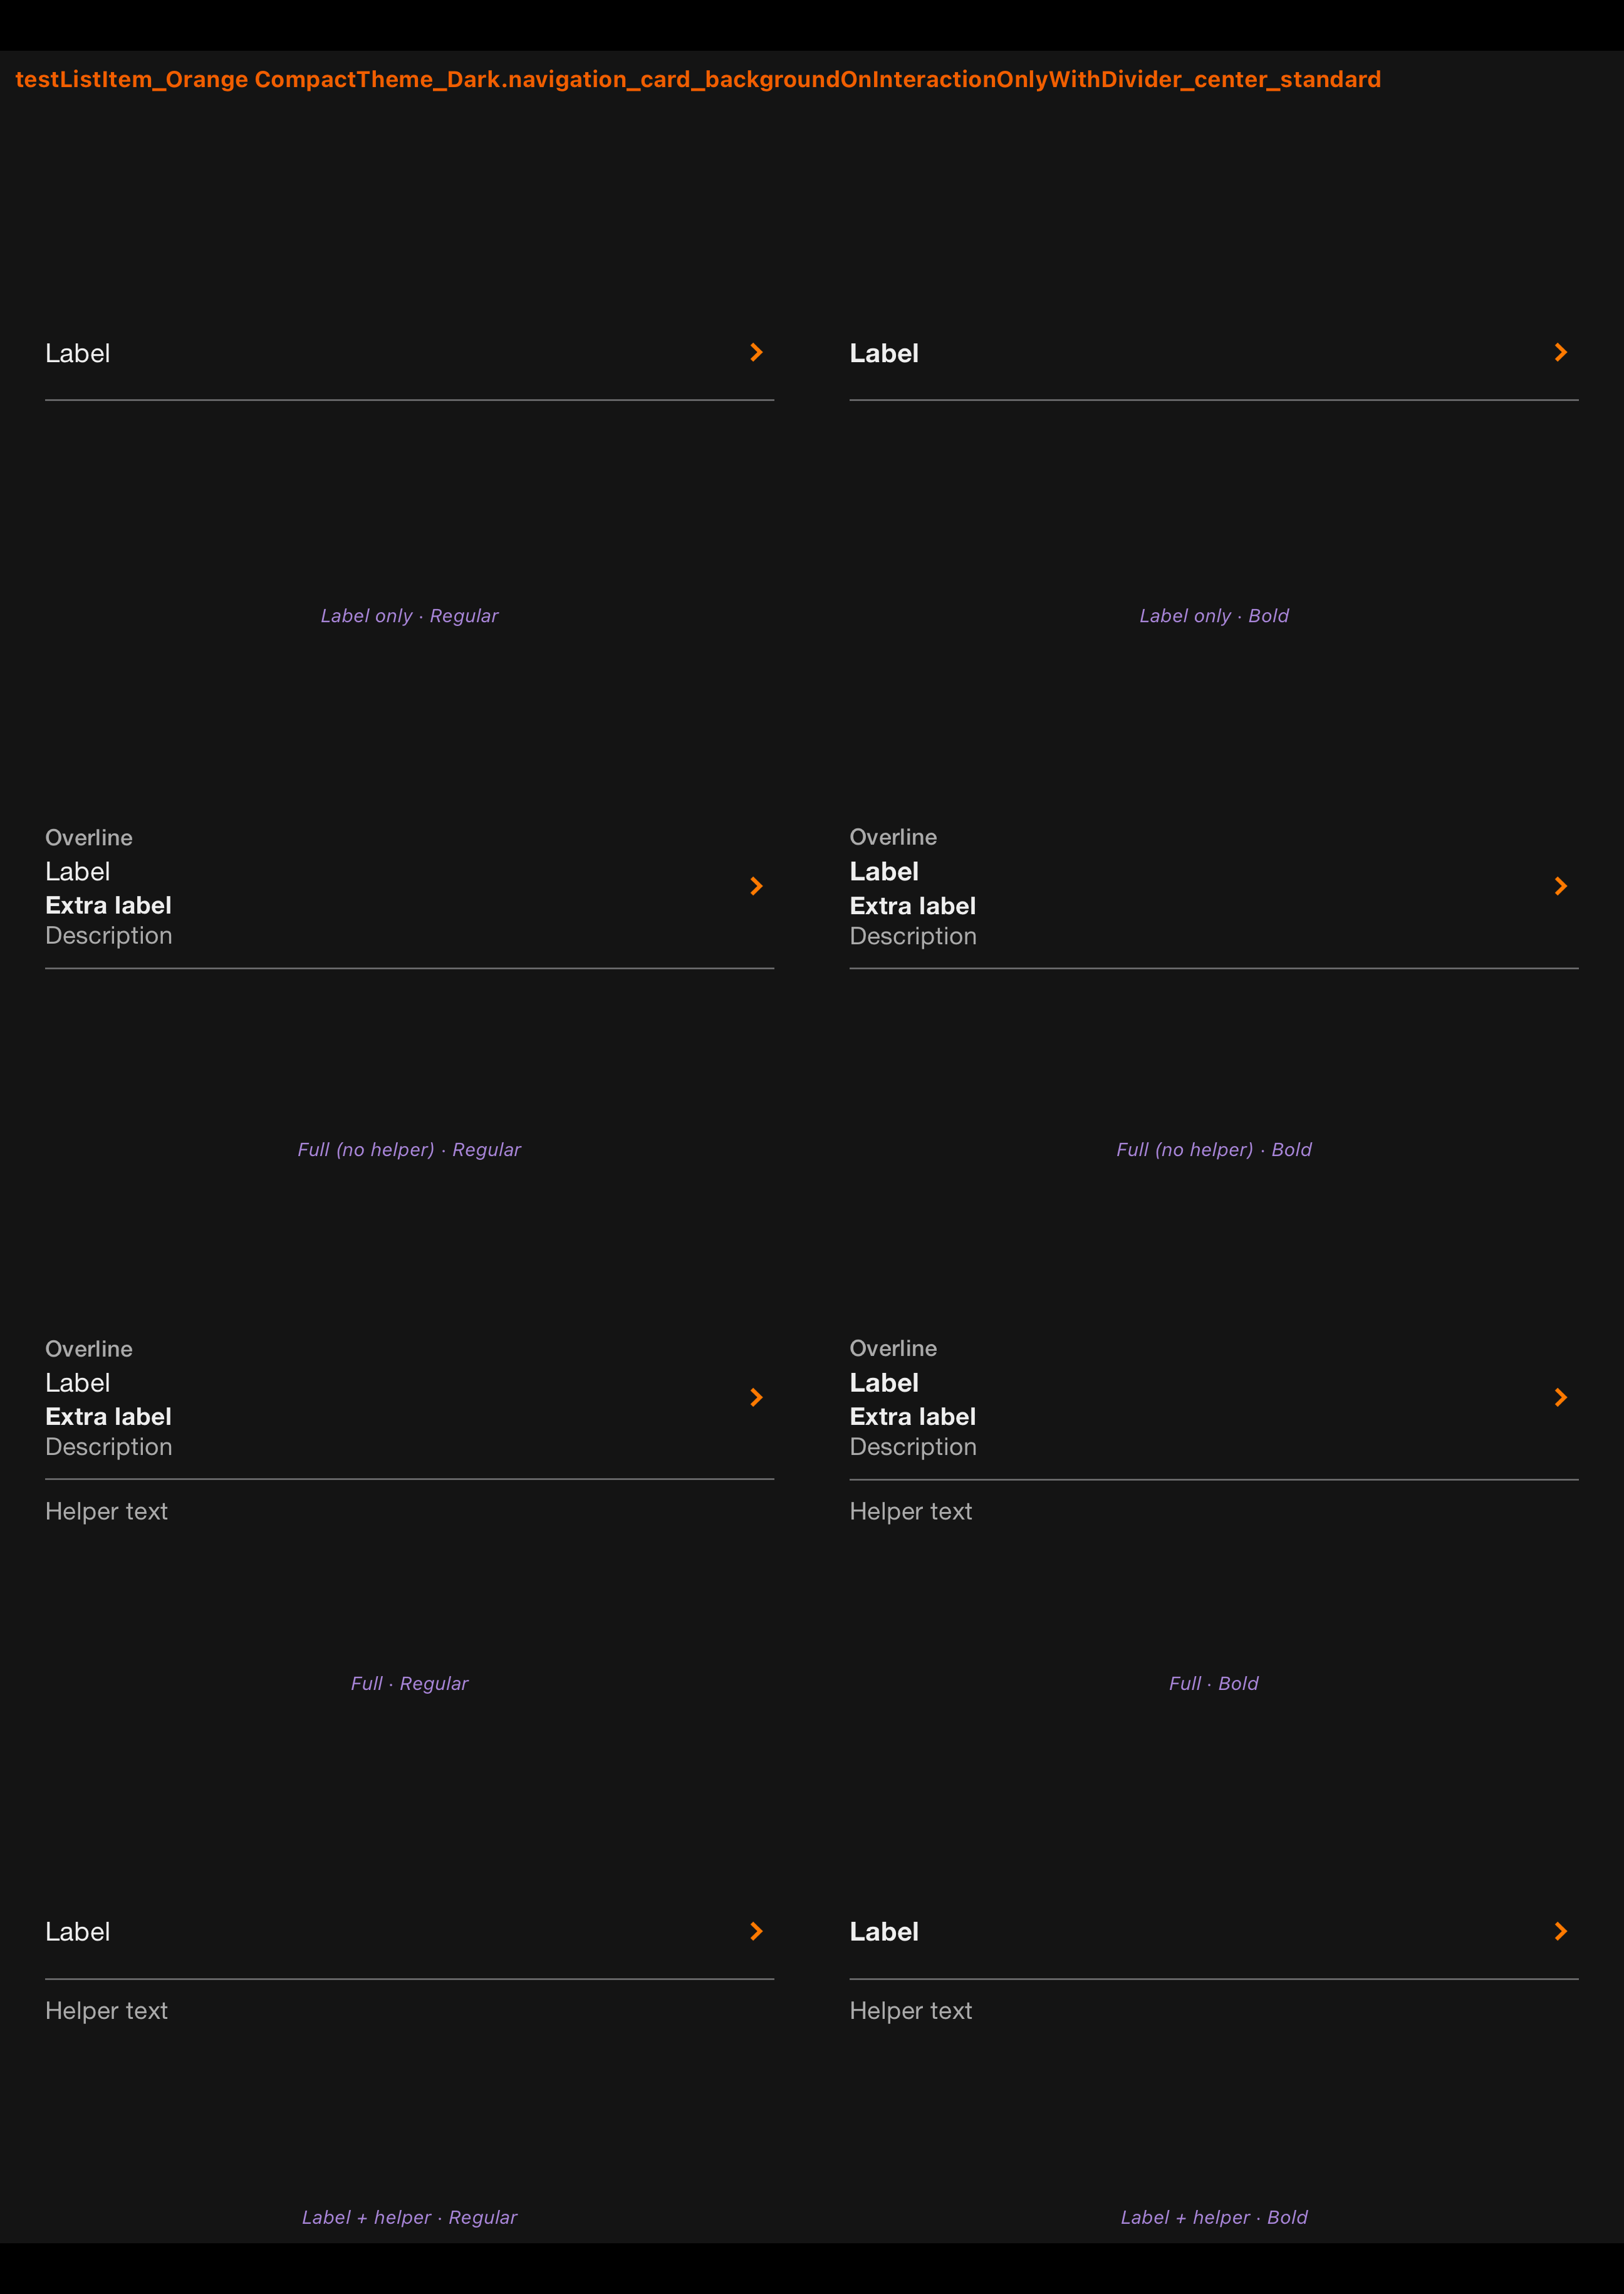 testListItem_Orange CompactTheme_Dark.navigation_card_backgroundOnInteractionOnlyWithDivider_center_standard
Label
Label
Label only · Regular
Label only · Bold
Overline
Label
Extra label
Description
Overline
Label
Extra label
Description
Full (no helper) · Regular
Full (no helper) · Bold
Overline
Label
Extra label
Description
Helper text
Overline
Label
Extra label
Description
Helper text
Full · Regular
Full · Bold
Label
Helper text
Label
Helper text
Label + helper · Regular
Label + helper · Bold